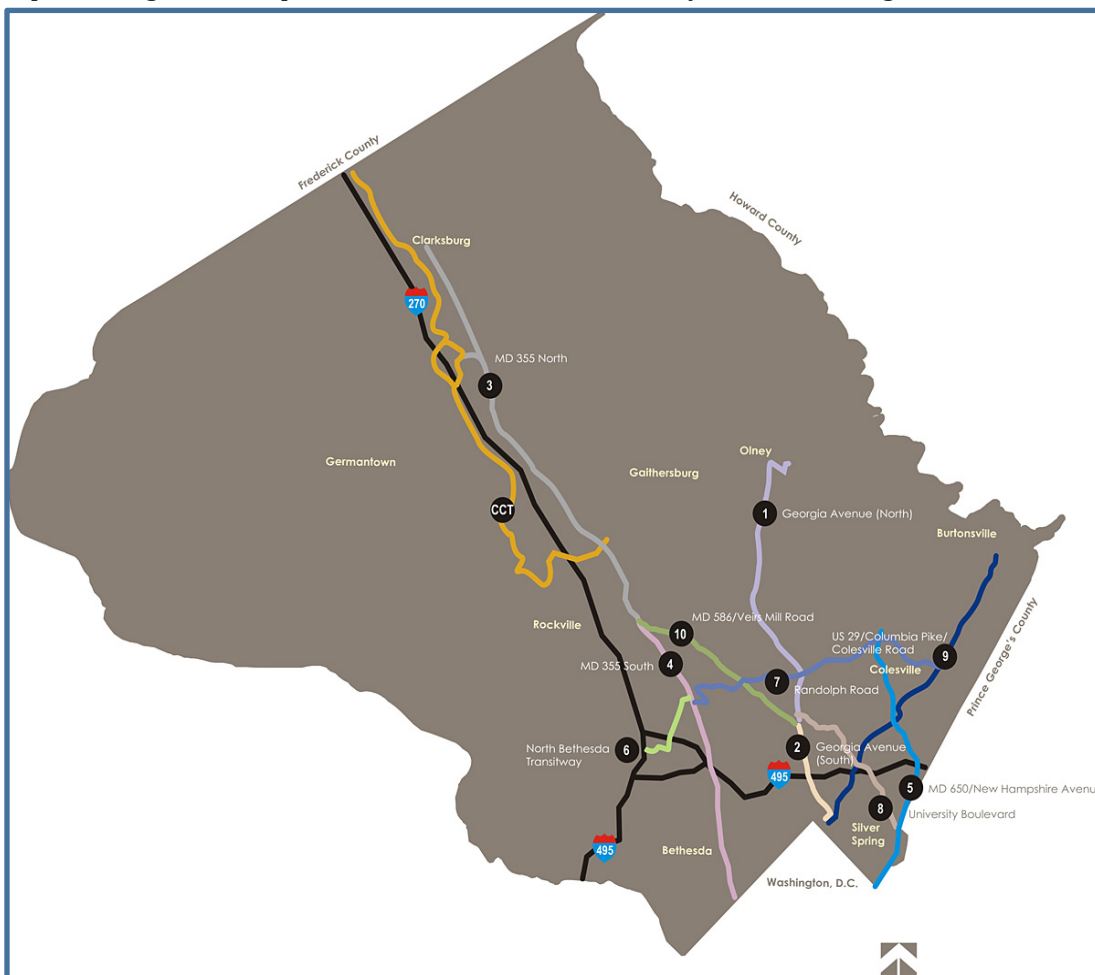 Frederick County
Howard County
Clarksburg
270
MD 355 North
3
Olney
Germantown
Gaithersburg
CCT
1
Georgia Avenue (North)
Burtonsville
Prince George's County
Rockville
MD 586/Veirs Mill Road
10
US 29/Columbia Pike/
Colesville Road
9
MD 355 South
4
Colesville
7
Randolph Road
North Bethesda
Transitway
6
2
Georgia Avenue
(South)
495
5
MD 650/New Hampshire Avenu
8
University Boulevard
Silver
Spring
495
Bethesda
Washington, D.C.